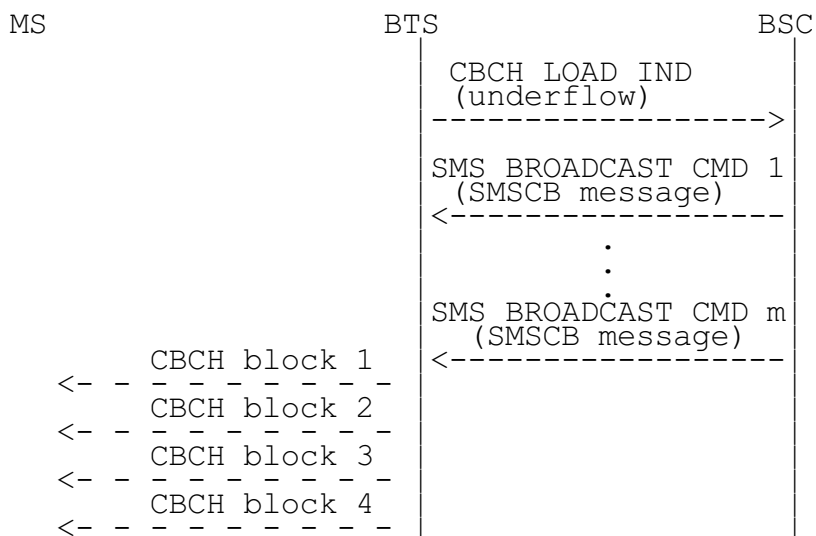 MS BTS BSC
CBCH LOAD IND
(underflow)
SMS BROADCAST CMD 1
(SMSCB message)
.
.
.
SMS BROADCAST CMD m
(SMSCB message)
CBCH block 1
CBCH block 2
CBCH block 3
CBCH block 4